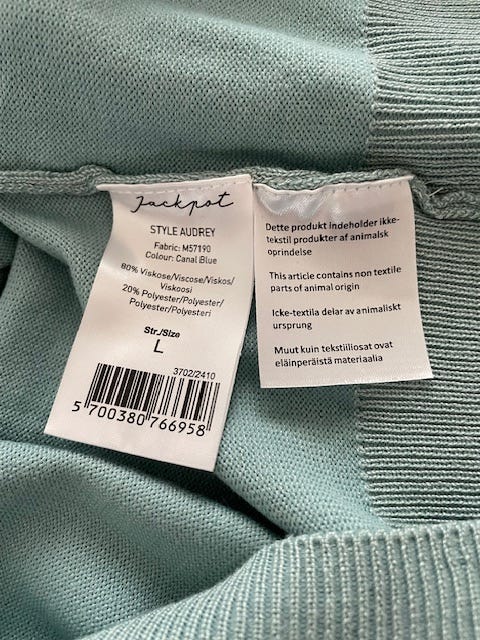 Jackpot
STYLE AUDREY
Fabric: M57190
Colour: Canal Blue
80% Viskose/Viscose/Viskos/
Viskoosi
20% Polyester/Polyester/
Polyester/Polyesteri
Str./Size
L
3702/2410
5 700380 766958
Dette produkt indeholder ikke-
tekstil produkter af animalsk
oprindelse
This article contains non textile
parts of animal origin
Icke-textila delar av animaliskt
ursprung
Muut kuin tekstiiliosat ovat
eläinperäistä materiaalia